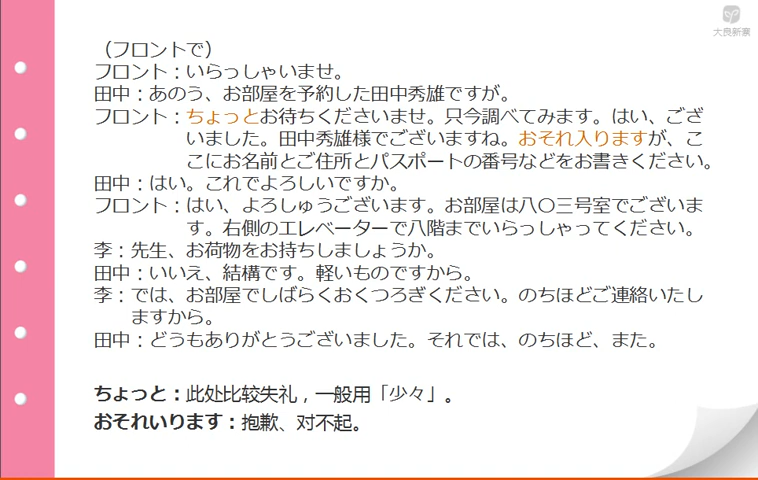 大良新寨
（フロントで）
フロント：いらっしゃいませ。
田中：あのう、お部屋を予約した田中秀雄ですが。
フロント：ちょっとお待ちくださいませ。只今調べてみます。はい、ござ
いました。田中秀雄様でございますね。おそれ入りますが、こ
こにお名前とご住所とパスポートの番号などをお書きください。
田中：はい。これでよろしいですか。
フロント：はい、よろしゅうございます。お部屋は八〇三号室でございま
す。右側のエレベーターで八階までいらっしゃってください。
李：先生、お荷物をお持ちしましょうか。
田中：いいえ、結構です。軽いものですから。
李：では、お部屋でしばらくおくつろぎください。のちほどご連絡いたし
ますから。
田中：どうもありがとうございました。それでは、のちほど、また。
ちょっと：此处比较失礼，一般用「少々」。
おそれいります：抱歉、对不起。